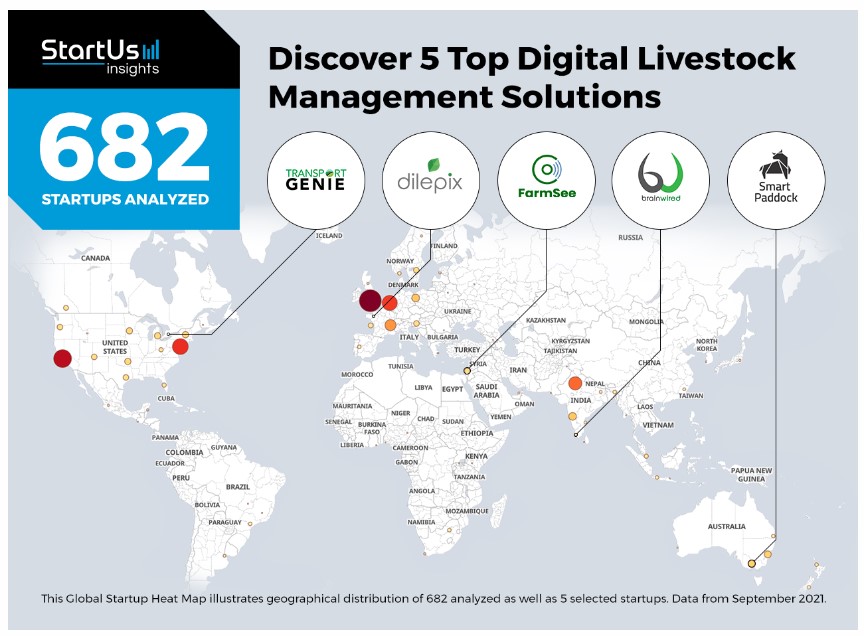 StartUs
insights
Discover 5 Top Digital Livestock
Management Solutions
682
STARTUPS ANALYZED
TRANSPORT
GENIE
dilepix
FarmSee
brainwired
Smart
Paddock
ICELAND
RUSSIA
FINLAND
CANADA
NORWAY
DENMARK
UKRAINE
KAZAKHSTAN
MONGOLIA
UNITED
STATES
ITALY
BULGARIA
KYRGYZSTAN
NORTH
KOREA
TURKEY
TAJIKISTAN
SYRIA
CHINA
TUNISIA
IRAN
MOROCCO
LIBYA
EGYPT
SAUDI
ARABIA
NEPAL
CUBA
INDIA
TAIWAN
MAURITANIA
OMAN
LAOS
NIGER
YEMEN
SENEGAL
BURKINA
FASO
CHAD
SUDAN
VIETNAM
PANAMA
LIBERIA
ETHIOPIA
COLOMBIA
GUYANA
CAMEROON
ECUADOR
GABON
KENYA
PERU
TANZANIA
PAPUA NEW
GUINEA
BRAZIL
ANGOLA
BOLIVIA
MOZAMBIQUE
PARAGUAY
NAMIBIA
AUSTRALIA
This Global Startup Heat Map illustrates geographical distribution of 682 analyzed as well as 5 selected startups. Data from September 2021.